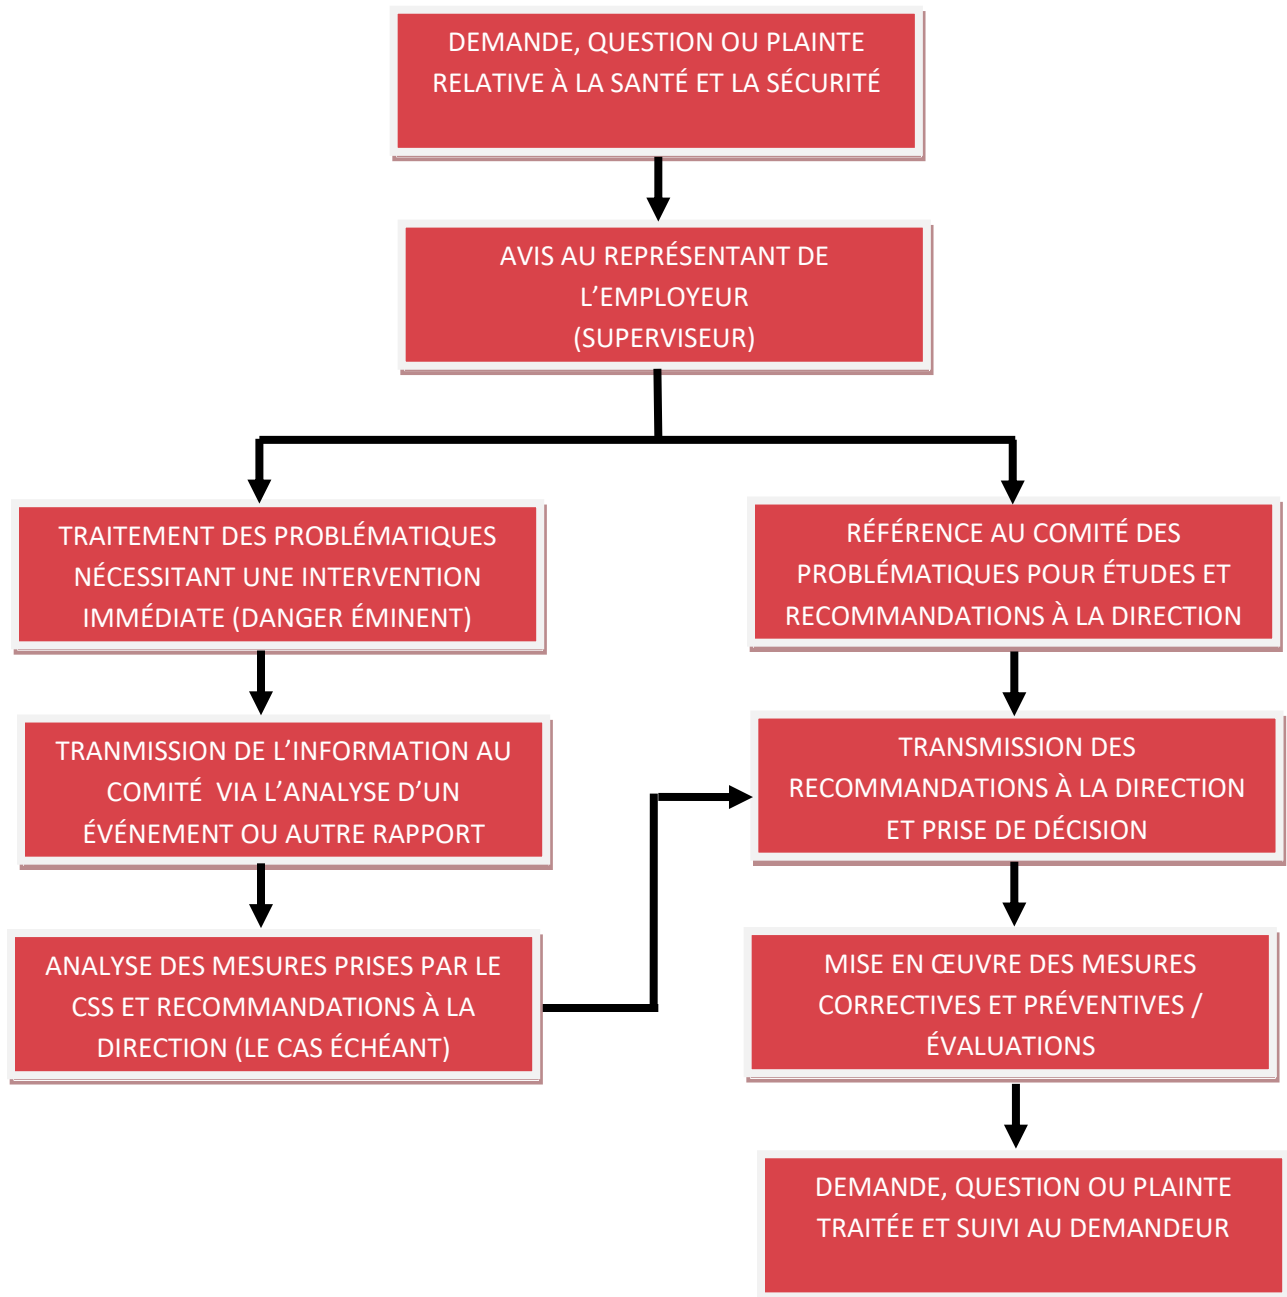 DEMANDE, QUESTION OU PLAINTE
RELATIVE À LA SANTÉ ET LA SÉCURITÉ
AVIS AU REPRÉSENTANT DE
L’EMPLOYEUR
(SUPERVISEUR)
TRAITEMENT DES PROBLÉMATIQUES
NÉCESSITANT UNE INTERVENTION
IMMÉDIATE (DANGER ÉMINENT)
TRANMISSION DE L’INFORMATION AU
COMITÉ VIA L’ANALYSE D’UN
ÉVÉNEMENT OU AUTRE RAPPORT
ANALYSE DES MESURES PRISES PAR LE
CSS ET RECOMMANDATIONS À LA
DIRECTION (LE CAS ÉCHÉANT)
RÉFÉRENCE AU COMITÉ DES
PROBLÉMATIQUES POUR ÉTUDES ET
RECOMMANDATIONS À LA DIRECTION
TRANSMISSION DES
RECOMMANDATIONS À LA DIRECTION
ET PRISE DE DÉCISION
MISE EN ŒUVRE DES MESURES
CORRECTIVES ET PRÉVENTIVES /
ÉVALUATIONS
DEMANDE, QUESTION OU PLAINTE
TRAITÉE ET SUIVI AU DEMANDEUR